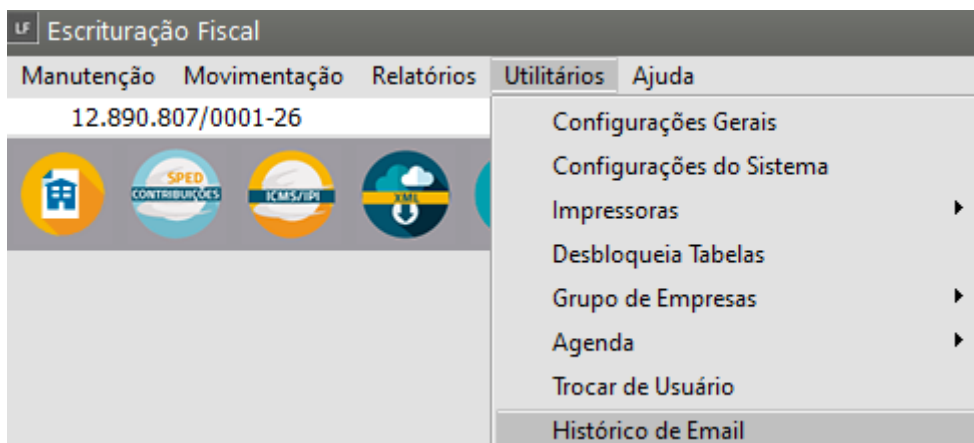 LF Escrituração Fiscal
Manutenção Movimentação Relatórios Utilitários Ajuda
12.890.807/0001-26
Configurações Gerais
Configurações do Sistema
Impressoras
Desbloqueia Tabelas
Grupo de Empresas
Agenda
Trocar de Usuário
Histórico de Email
SPED
CONTRIBUIÇÕES
ICMS/IPI
XML